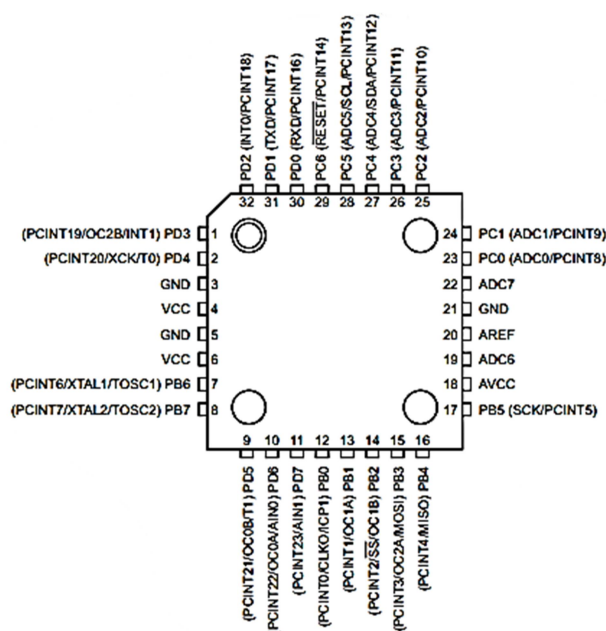 PD2 (INT0/PCINT18)
PD1 (TXD/PCINT17)
PD0 (RXD/PCINT16)
PC6 (RESET/PCINT14)
PC5 (ADC5/SCL/PCINT13)
PC4 (ADC4/SDA/PCINT12)
PC3 (ADC3/PCINT11)
PC2 (ADC2/PCINT10)
32 31 30 29 28 27 26 25
(PCINT19/OC2B/INT1) PD3 1
(PCINT20/XCK/T0) PD4 2
GND 3
VCC 4
GND 5
VCC 6
(PCINT6/XTAL1/TOSC1) PB6 7
(PCINT7/XTAL2/TOSC2) PB7 8
24 PC1 (ADC1/PCINT9)
23 PC0 (ADC0/PCINT8)
22 ADC7
21 GND
20 AREF
19 ADC6
18 AVCC
17 PB5 (SCK/PCINT5)
9 10 11 12 13 14 15 16
(PCINT21/OC0B/T1) PD5
PCINT22/OC0A/AIN0) PD6
(PCINT23/AIN1) PD7
(PCINT0/CLKO/ICP1) PB0
(PCINT1/OC1A) PB1
(PCINT2/SS/OC1B) PB2
(PCINT3/OC2A/MOSI) PB3
(PCINT4/MISO) PB4